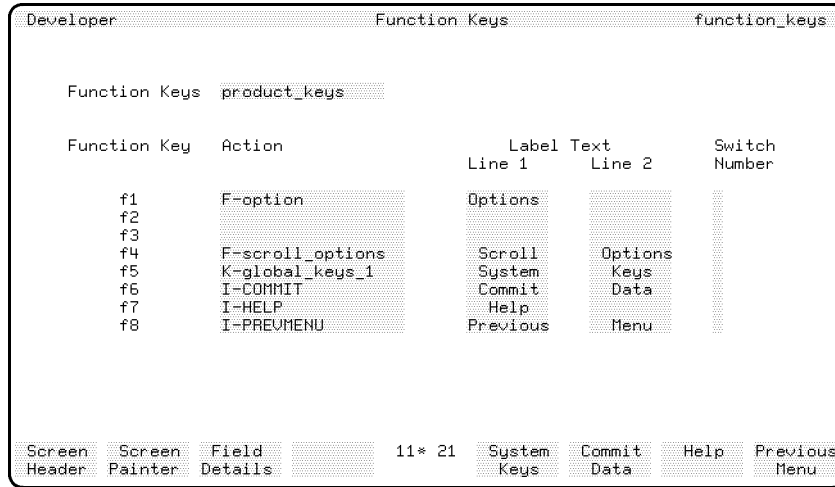 Developer Function Keys function_keys
Function Keys product_keys
Function Key Action Label Text Switch
Line 1 Line 2 Number
f1 F-option Options
f2
f3
f4 F-scroll_options Scroll Options
f5 K-global_keys_1 System Keys
f6 I-COMMIT Commit Data
f7 I-HELP Help
f8 I-PREVMENU Previous Menu
Screen Screen Field 11* 21 System Commit Help Previous
Header Painter Details Keys Data Menu